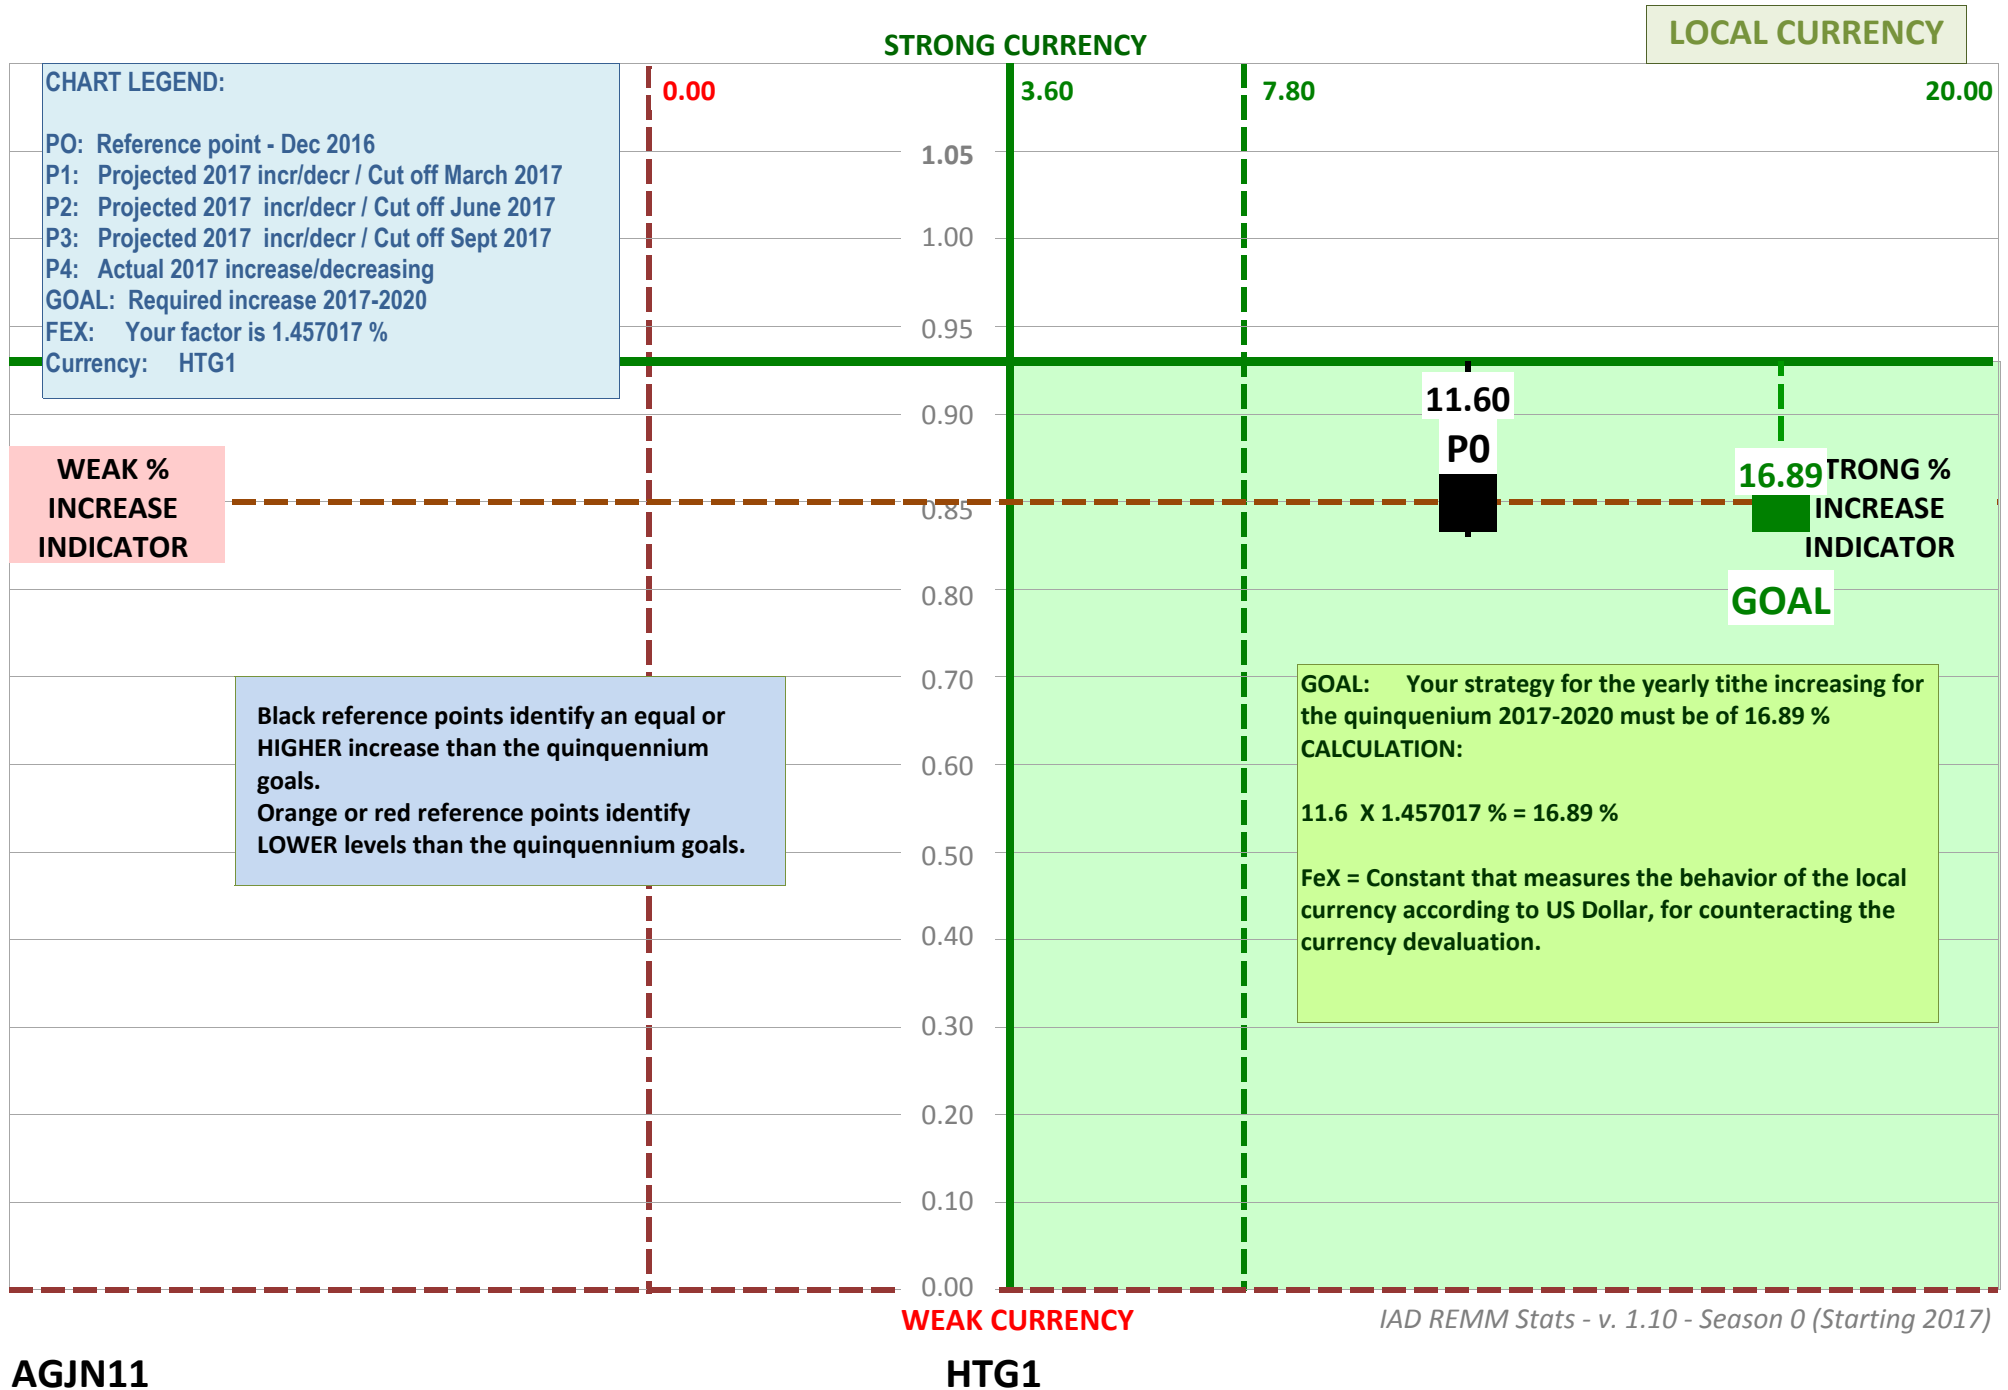 LOCAL CURRENCY
STRONG CURRENCY
CHART LEGEND:
PO: Reference point - Dec 2016
P1: Projected 2017 incr/decr / Cut off March 2017
P2: Projected 2017 incr/decr / Cut off June 2017
P3: Projected 2017 incr/decr / Cut off Sept 2017
P4: Actual 2017 increase/decreasing
GOAL: Required increase 2017-2020
FEX: Your factor is 1.457017 %
Currency: HTG1
0.00
3.60
7.80
20.00
1.05
1.00
0.95
0.90
0.85
0.80
0.70
0.60
0.50
0.40
0.30
0.20
0.10
0.00
11.60
P0
WEAK %
INCREASE
INDICATOR
16.89
TRONG %
INCREASE
INDICATOR
GOAL
Black reference points identify an equal or
HIGHER increase than the quinquennium
goals.
Orange or red reference points identify
LOWER levels than the quinquennium goals.
GOAL: Your strategy for the yearly tithe increasing for
the quinquenium 2017-2020 must be of 16.89 %
CALCULATION:
11.6 X 1.457017 % = 16.89 %
FeX = Constant that measures the behavior of the local
currency according to US Dollar, for counteracting the
currency devaluation.
WEAK CURRENCY
IAD REMM Stats - v. 1.10 - Season 0 (Starting 2017)
AGJN11
HTG1